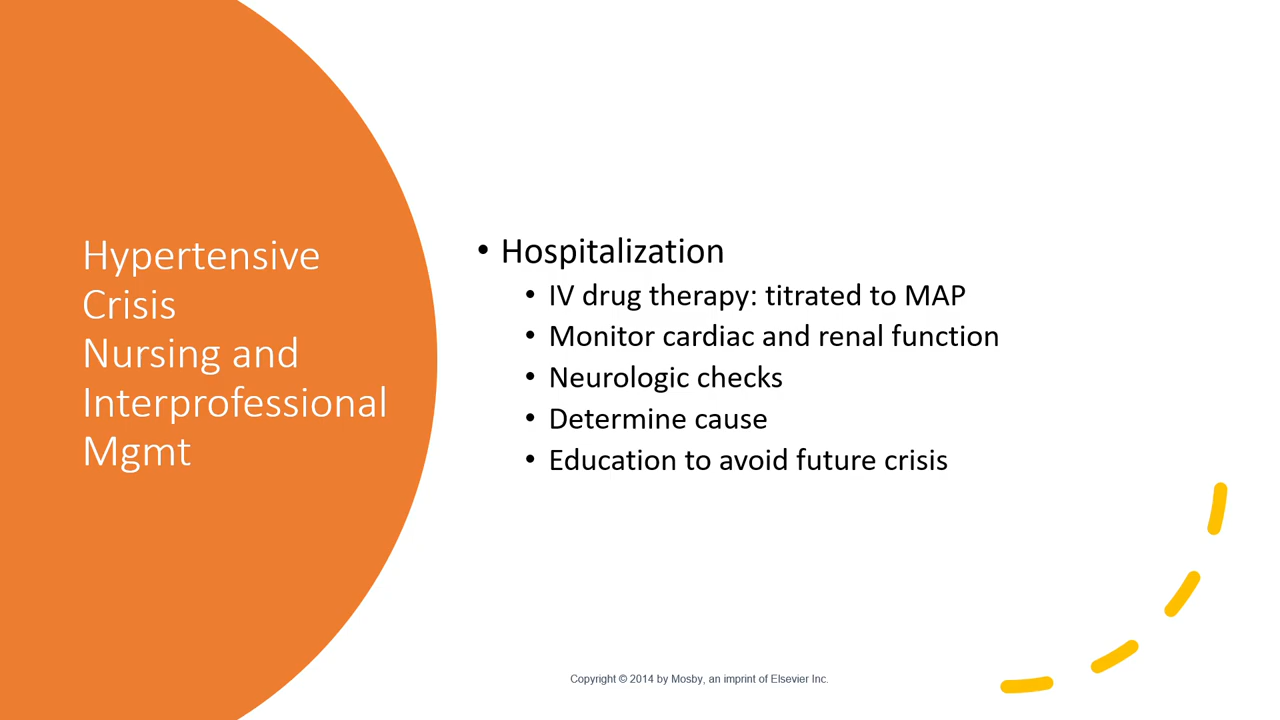 Hypertensive
Crisis
Nursing and
Interprofessional
Mgmt
• Hospitalization
• IV drug therapy: titrated to MAP
• Monitor cardiac and renal function
• Neurologic checks
• Determine cause
• Education to avoid future crisis
Copyright © 2014 by Mosby, an imprint of Elsevier Inc.